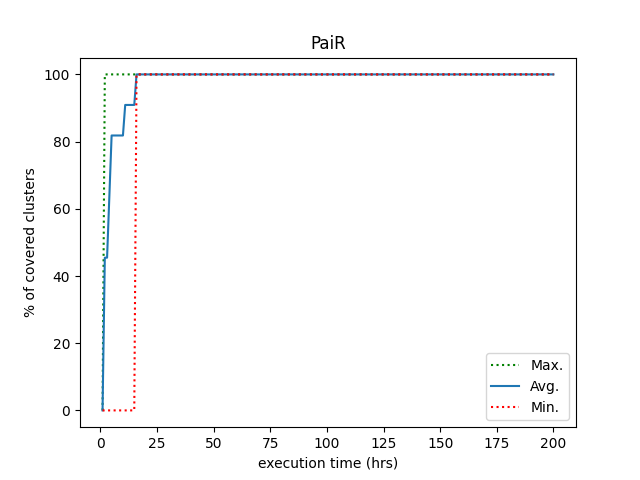 PaiR
100
80
60
40
20
0
% of covered clusters
0 25 50 75 100 125 150 175 200
execution time (hrs)
Max.
Avg.
Min.